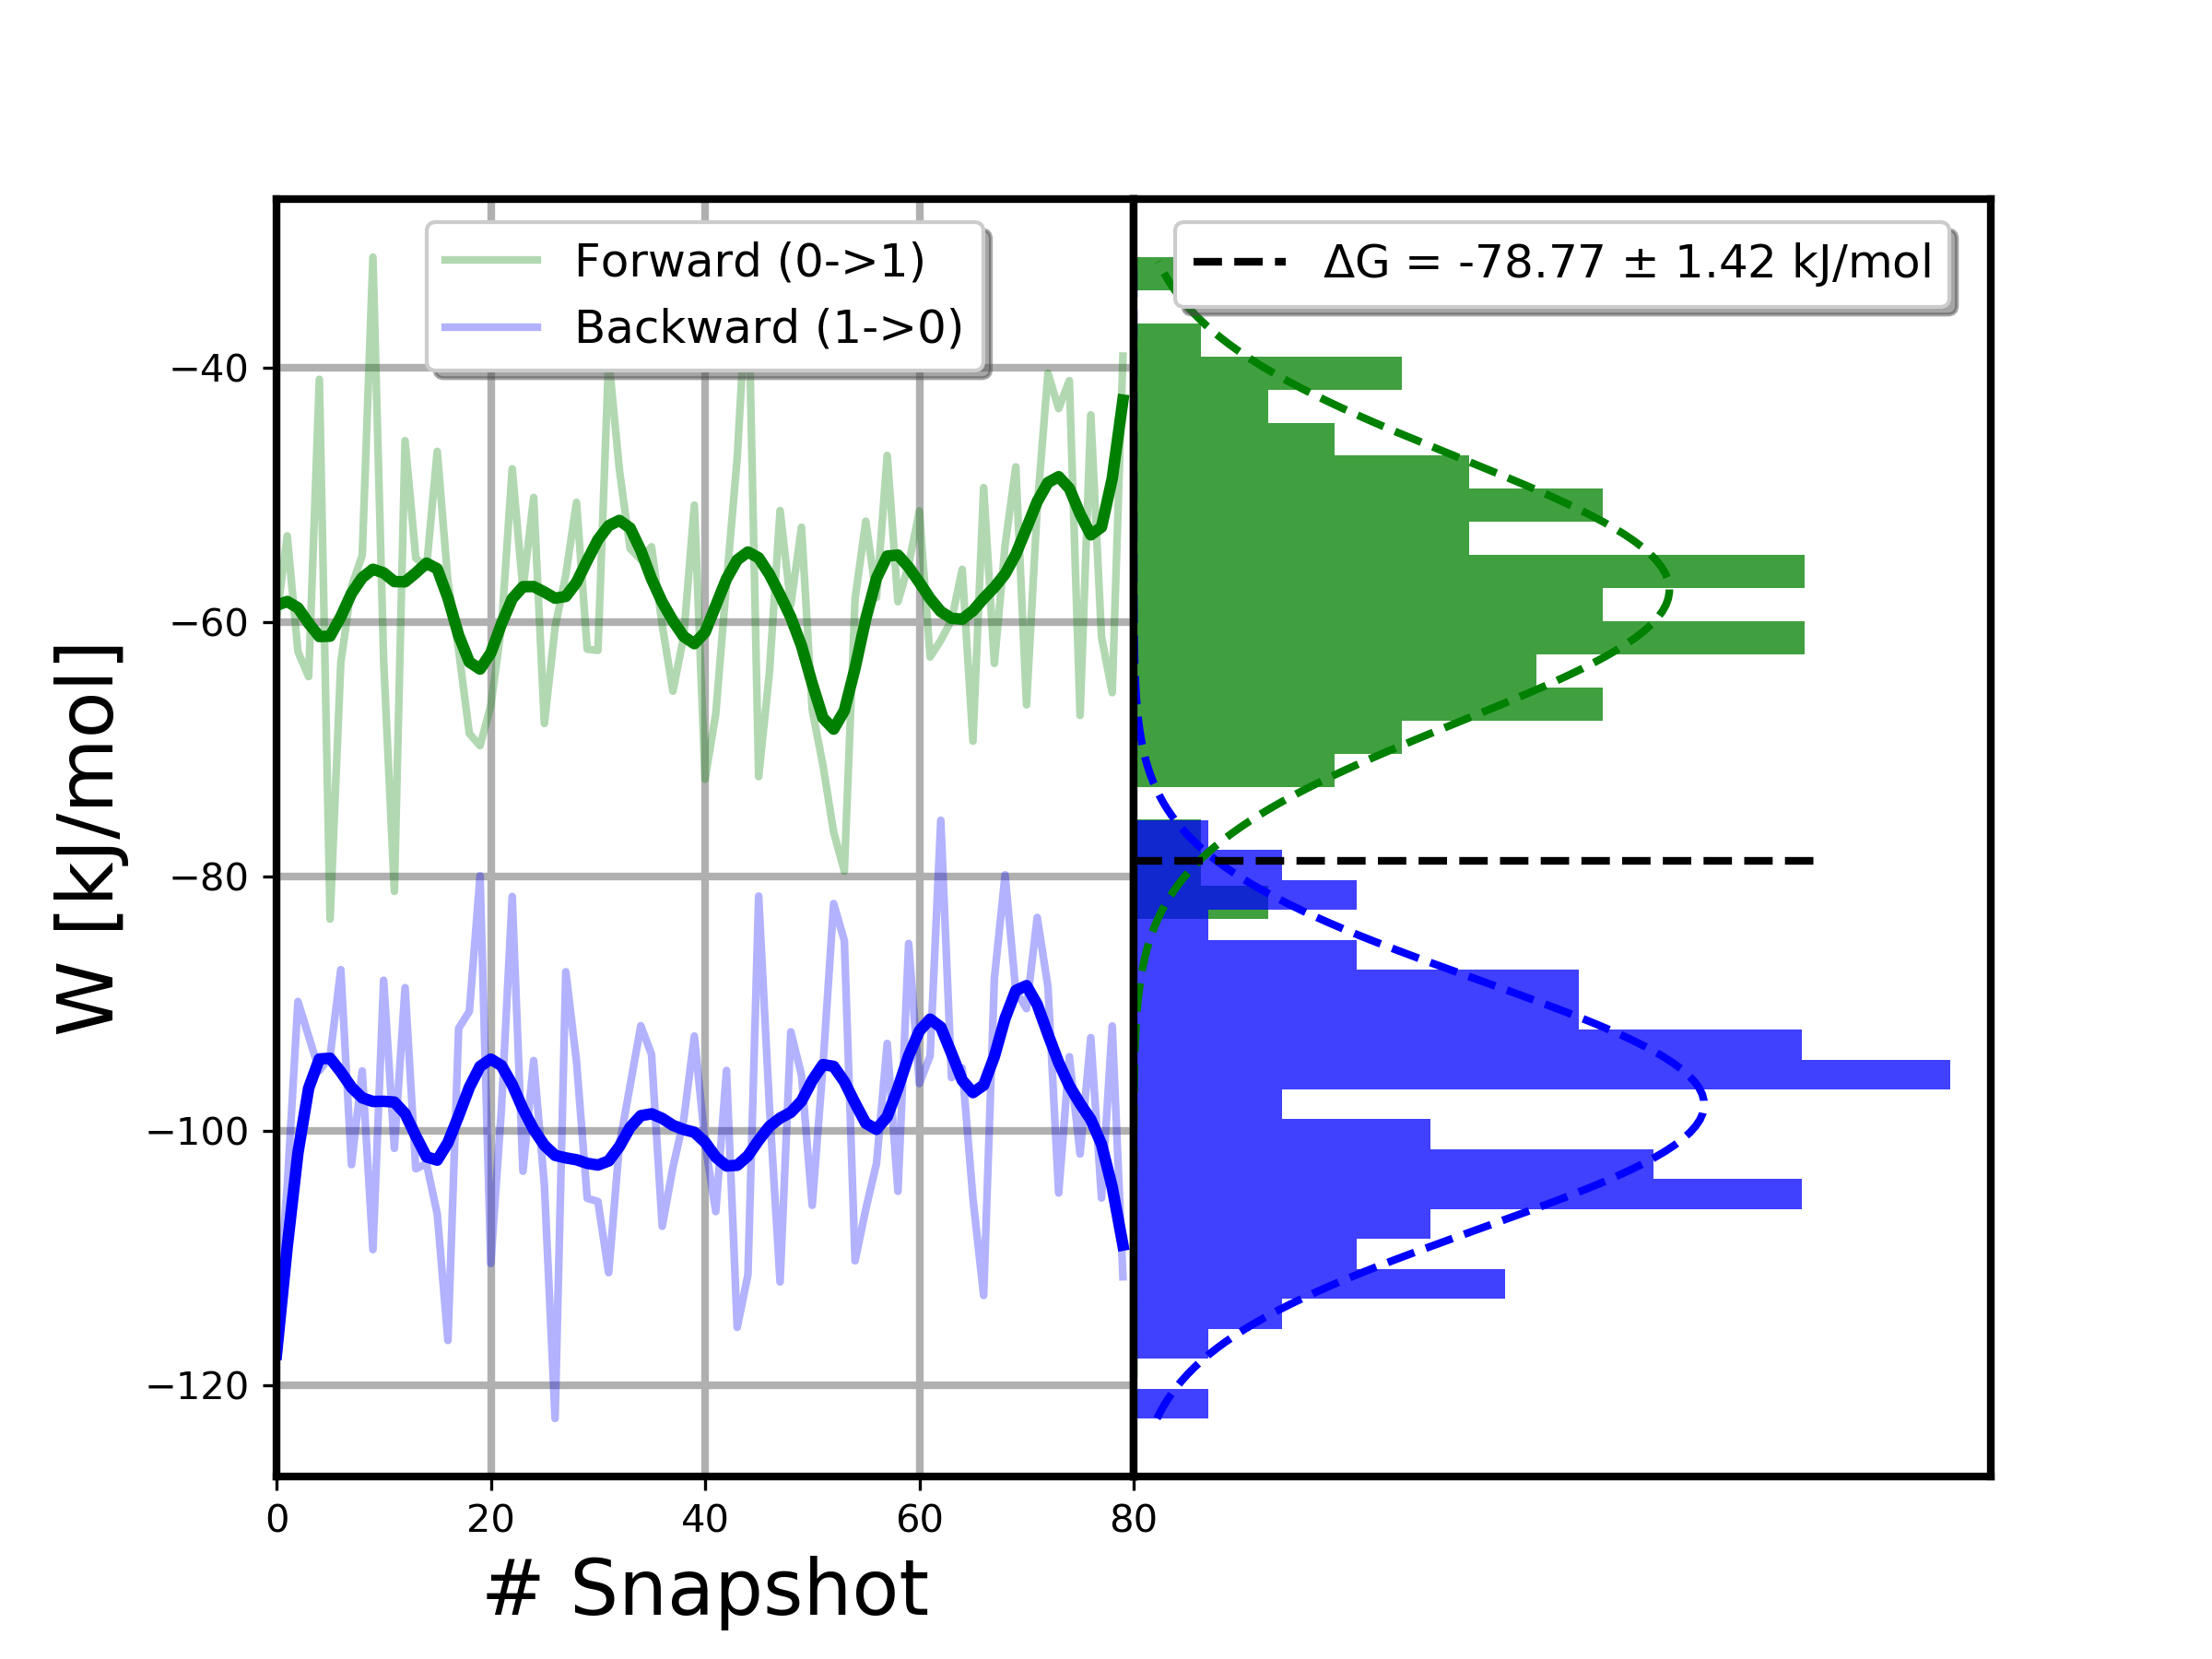 Forward (0->1)
Backward (1->0)
ΔG = -78.77 ± 1.42 kJ/mol
W [kJ/mol]
−40
−60
−80
−100
−120
0 20 40 60 80
# Snapshot